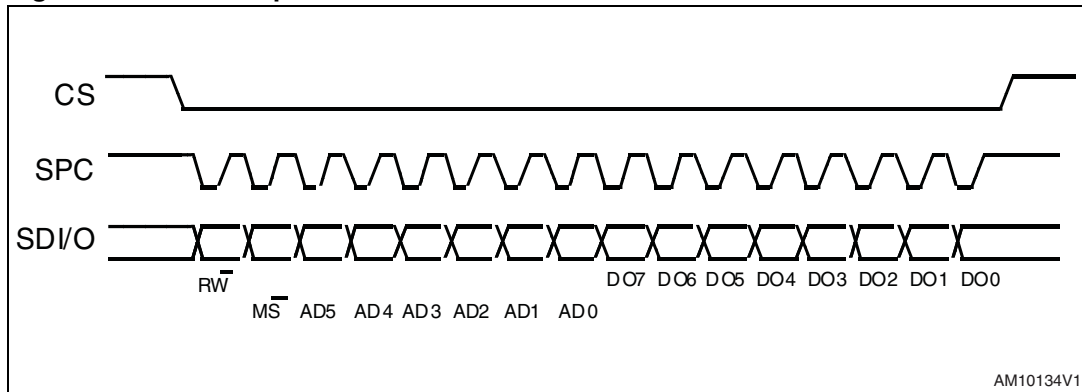 CS
SPC
SDI/O
RW
DO7 DO6 DO5 DO4 DO3 DO2 DO1 DO0
MS AD5 AD4 AD3 AD2 AD1 AD0
AM10134V1